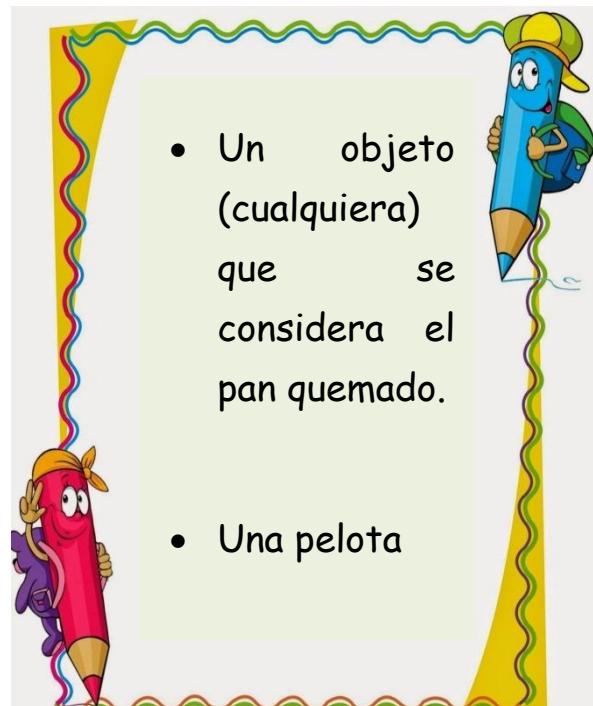 • Un objeto
(cualquiera)
que se
considera el
pan quemado.
• Una pelota